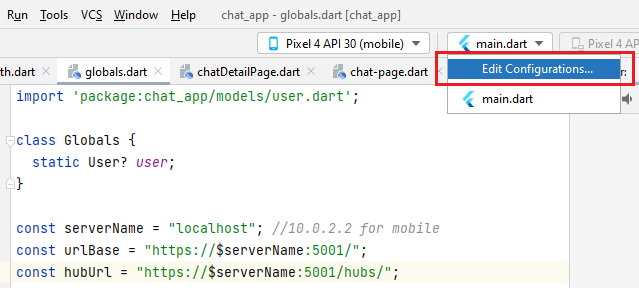 Run Tools VCS Window Help chat_app - globals.dart [chat_app]
Pixel 4 API 30 (mobile) main.dart Pixel 4 API
th.dart globals.dart chatDetailPage.dart chat-page.dart Edit Configurations... r:
main.dart
import 'package:chat_app/models/user.dart';
class Globals {
static User? user;
}
const serverName = "localhost"; //10.0.2.2 for mobile
const urlBase = "https://$serverName:5001/";
const hubUrl = "https://$serverName:5001/hubs/";